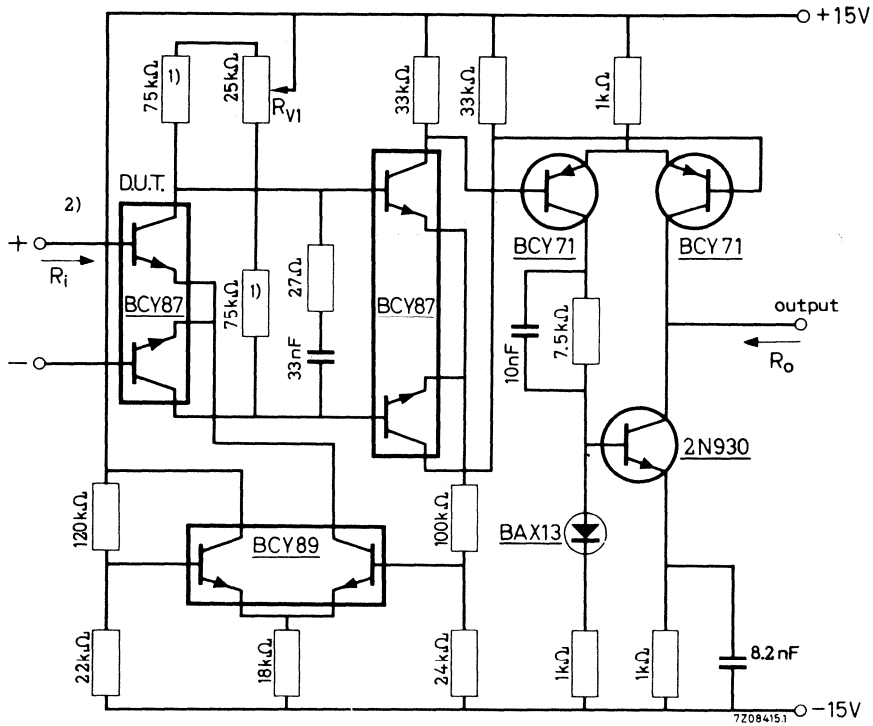 +15V
75kΩ
1)
25kΩ
RV1
33kΩ
33kΩ
1kΩ
D.U.T.
2)
+
Ri
BCY87
75kΩ
1)
27Ω
33nF
BCY87
BCY71
BCY71
10nF
7.5kΩ
output
Ro
−
2N930
120kΩ
BCY89
100kΩ
BAX13
22kΩ
18kΩ
24kΩ
1kΩ
1kΩ
8.2nF
7Z08415.1
-15V